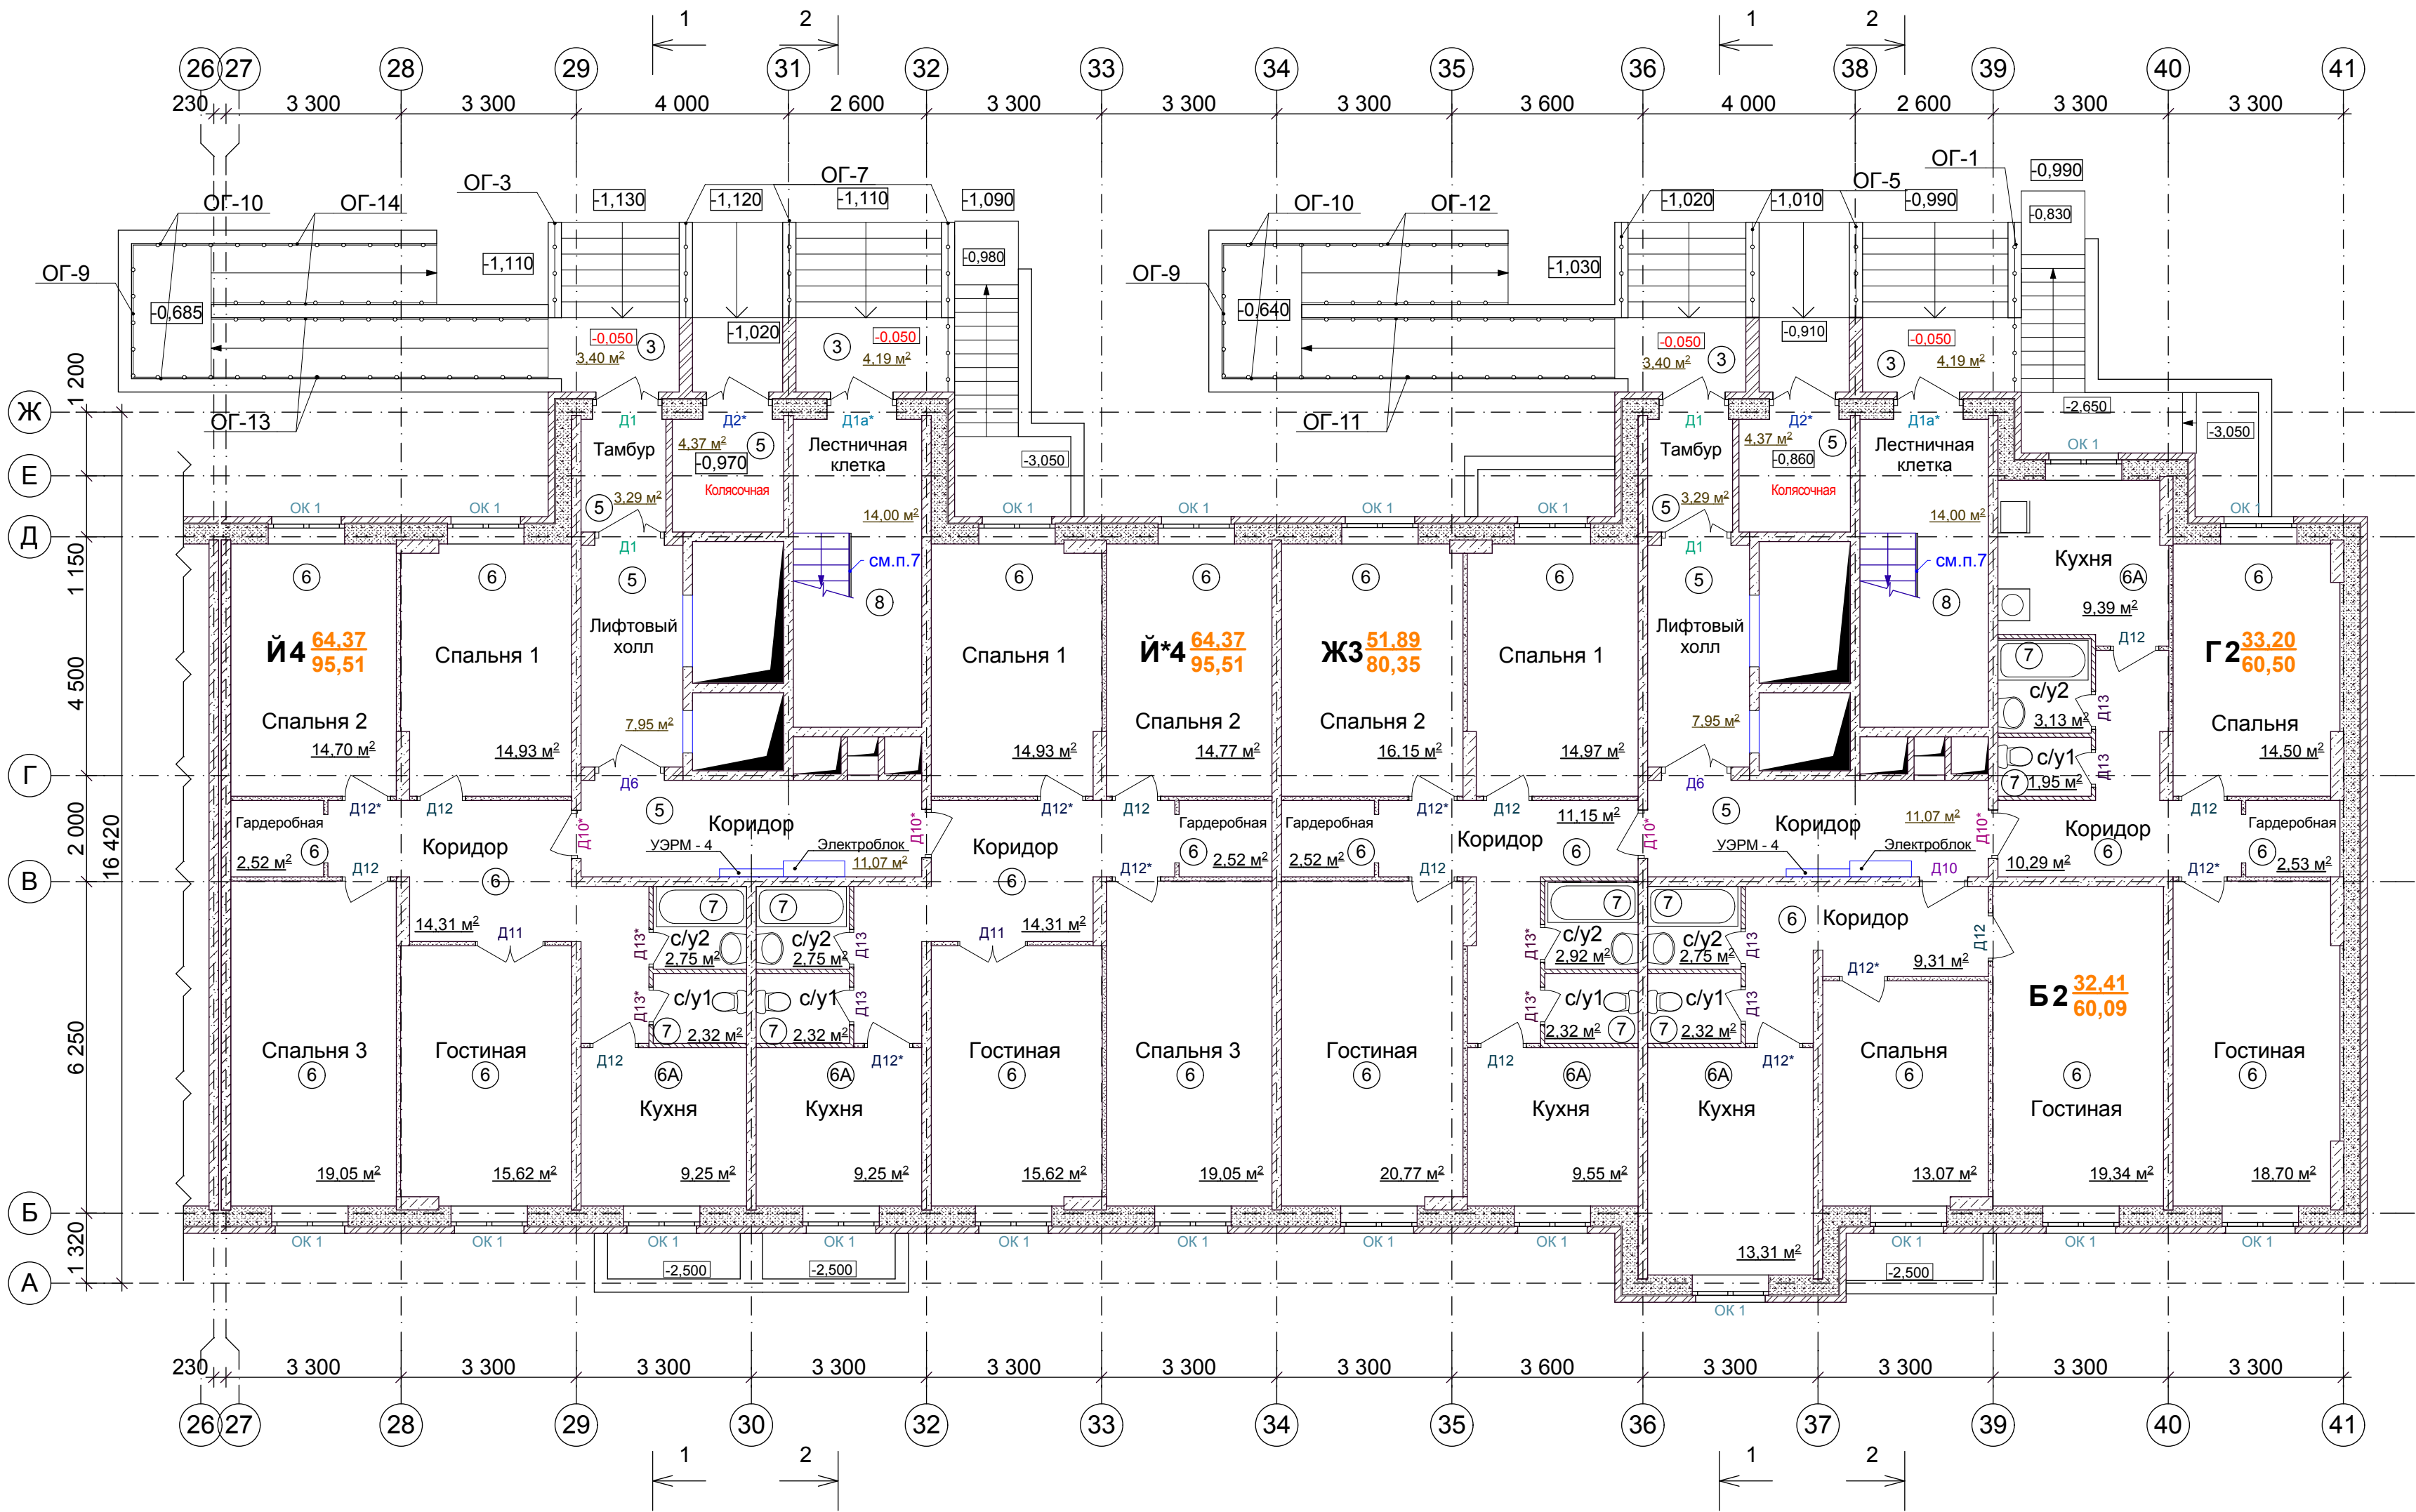 1 2 1 2
26 27 28 29 31 32 33 34 35 36 38 39 40 41
230 3 300 3 300 4 000 2 600 3 300 3 300 3 300 3 600 4 000 2 600 3 300 3 300
ОГ-1 -0,990
ОГ-7 ОГ-5
ОГ-3
ОГ-10 ОГ-14 -1,130 -1,120 -1,110 -1,090 ОГ-10 ОГ-12 -1,020 -1,010 -0,990 -0,830
-1,110 -0,980 -1,030
ОГ-9 ОГ-9
-0,685 -0,640
-1,020 -0,910
-0,050 3 3 -0,050 -0,050 3 3 -0,050
3,40 м² 4,19 м² 3,40 м² 4,19 м²
1 200
Ж -2,650
ОГ-13 Д1 Д2* Д1а* ОГ-11 Д1 Д2* Д1а* -3,050
Тамбур 4,37 м² 5 Лестничная клетка Тамбур 4,37 м² 5 Лестничная клетка ОК 1
-0,970 -3,050 -0,860
Е
Колясочная Колясочная
5 3,29 м² 14,00 м² 5 3,29 м² 14,00 м²
ОК 1 ОК 1 ОК 1 ОК 1 ОК 1 ОК 1 ОК 1
Д
Д1 Д1
1 150
см.п.7 см.п.7 Кухня
6 6 5 8 6 6 6 6 5 8 6А 6
9,39 м²
Лифтовый холл Лифтовый холл
Д12
Й4 64,37 95,51 Спальня 1 Спальня 1 Й*4 64,37 95,51 Ж3 51,89 80,35 Спальня 1 7 Г2 33,20 60,50
4 500
с/у2 Д13
3,13 м²
Спальня 2 Спальня 2 Спальня 2 Спальня
14,70 м² 14,93 м² 7,95 м² 14,93 м² 14,77 м² 16,15 м² 14,97 м² 7,95 м² 14,50 м²
с/у1 Д13
7 1,95 м²
Г
Д6 Д6
Д12* Д12 Д12* Д12 Д12* Д12 Д12 Д12*
2 000
16 420
Гардеробная 5 Гардеробная Гардеробная 11,15 м² 5 Гардеробная
6 Коридор Д10* Коридор Д10* Коридор 6 6 Коридор 6 Д10* Коридор 11,07 м² Д10* Коридор 6
2,52 м² Д12 6 УЭРМ - 4 Электроблок 11,07 м² 6 Д12* 2,52 м² 2,52 м² Д12 УЭРМ - 4 Электроблок Д10 10,29 м² 6 Д12* 2,53 м²
В
14,31 м² Д11 7 7 Д11 14,31 м² 7 7 6 Коридор
Д13* с/у2 с/у2 Д13 Д13* с/у2 с/у2 Д13 Д12
2,75 м² 2,75 м² 2,92 м² 2,75 м² Д12* 9,31 м²
Д13* с/у1 с/у1 Д13 Д13* с/у1 с/у1 Д13 Б2 32,41 60,09
7 2,32 м² 7 2,32 м² 2,32 м² 7 7 2,32 м²
6 250
Спальня 3 Гостиная Д12 Д12* Гостиная Спальня 3 Гостиная Д12 Д12* Спальня Гостиная
6 6 6А 6А 6 6 6 6А 6А 6 6 6
Кухня Кухня Кухня Кухня Гостиная
19,05 м² 15,62 м² 9,25 м² 9,25 м² 15,62 м² 19,05 м² 20,77 м² 9,55 м² 13,07 м² 19,34 м² 18,70 м²
Б
ОК 1 ОК 1 ОК 1 ОК 1 ОК 1 ОК 1 ОК 1 ОК 1 13,31 м² ОК 1 ОК 1 ОК 1
1 320
-2,500 -2,500 -2,500
А
ОК 1
230 3 300 3 300 3 300 3 300 3 300 3 300 3 300 3 600 3 300 3 300 3 300 3 300
26 27 28 29 30 32 33 34 35 36 37 39 40 41
1 2 1 2